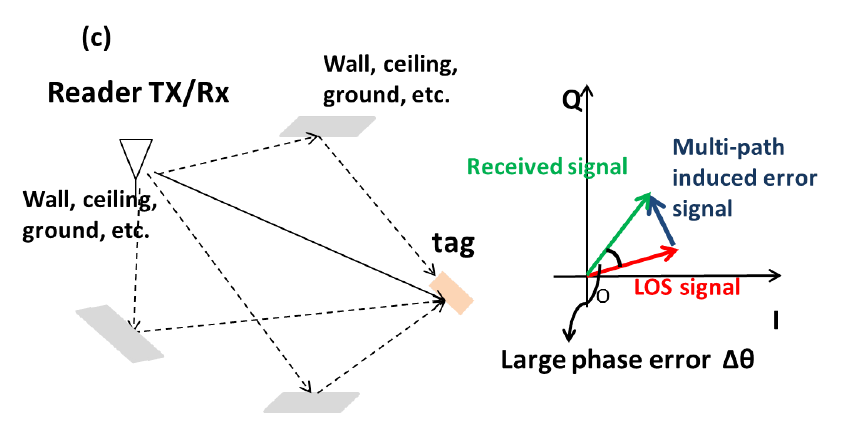 (c)
Reader TX/Rx
Wall, ceiling,
ground, etc.
Wall, ceiling,
ground, etc.
tag
Q
Received signal
Multi-path
induced error
signal
LOS signal
O
I
Large phase error Δθ